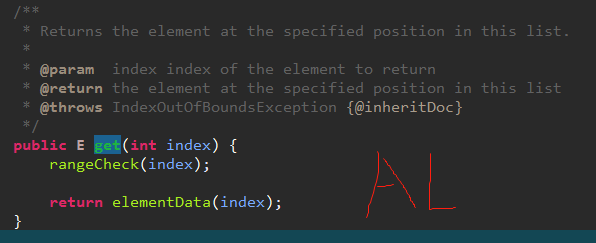 /**
 * Returns the element at the specified position in this list.
 *
 * @param  index index of the element to return
 * @return the element at the specified position in this list
 * @throws IndexOutOfBoundsException {@inheritDoc}
 */
public E get(int index) {
    rangeCheck(index);
    return elementData(index);
}
AL